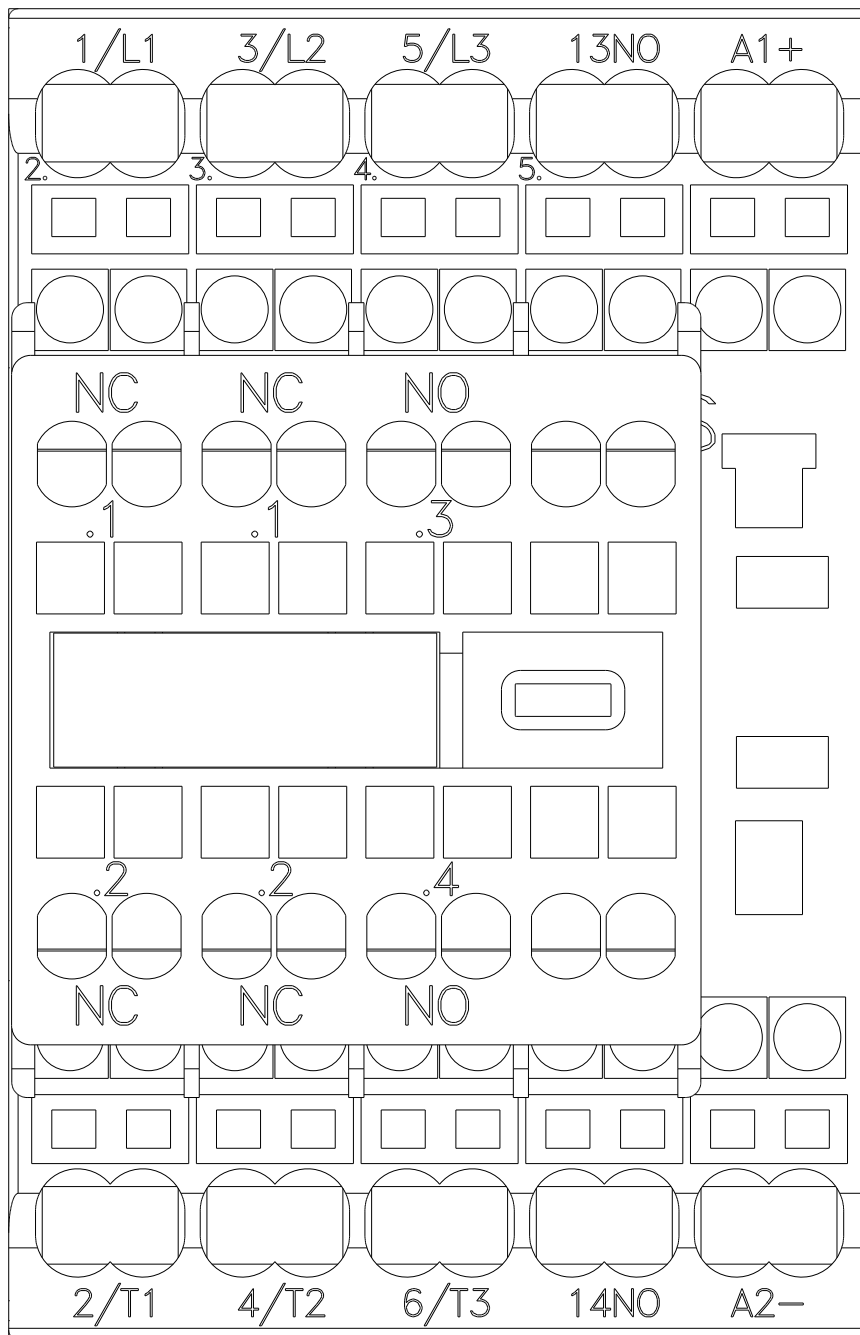 1/L1 3/L2 5/L3 13NO A1+
2. 3. 4. 5.
NC NC NO
.1 .1 .3
.2 .2 .4
NC NC NO
2/T1 4/T2 6/T3 14NO A2-